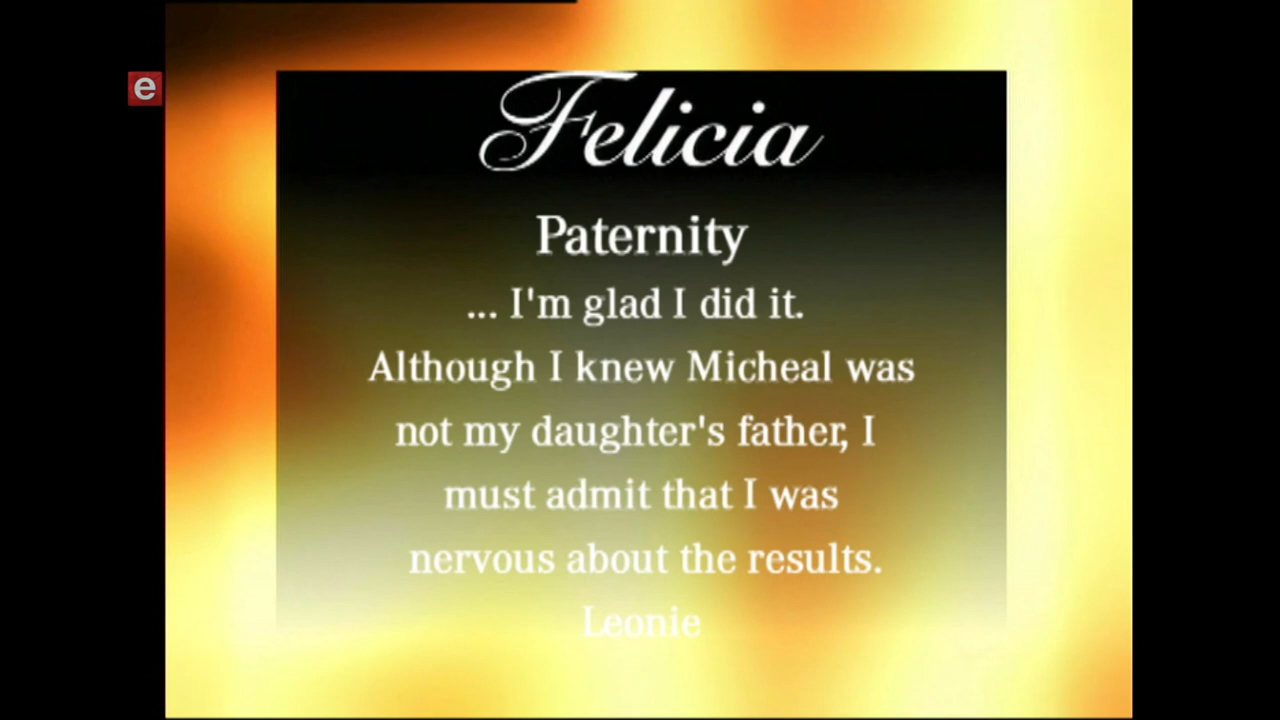 e
Felicia
Paternity
... I'm glad I did it.
Although I knew Micheal was
not my daughter's father, I
must admit that I was
nervous about the results.
Leonie